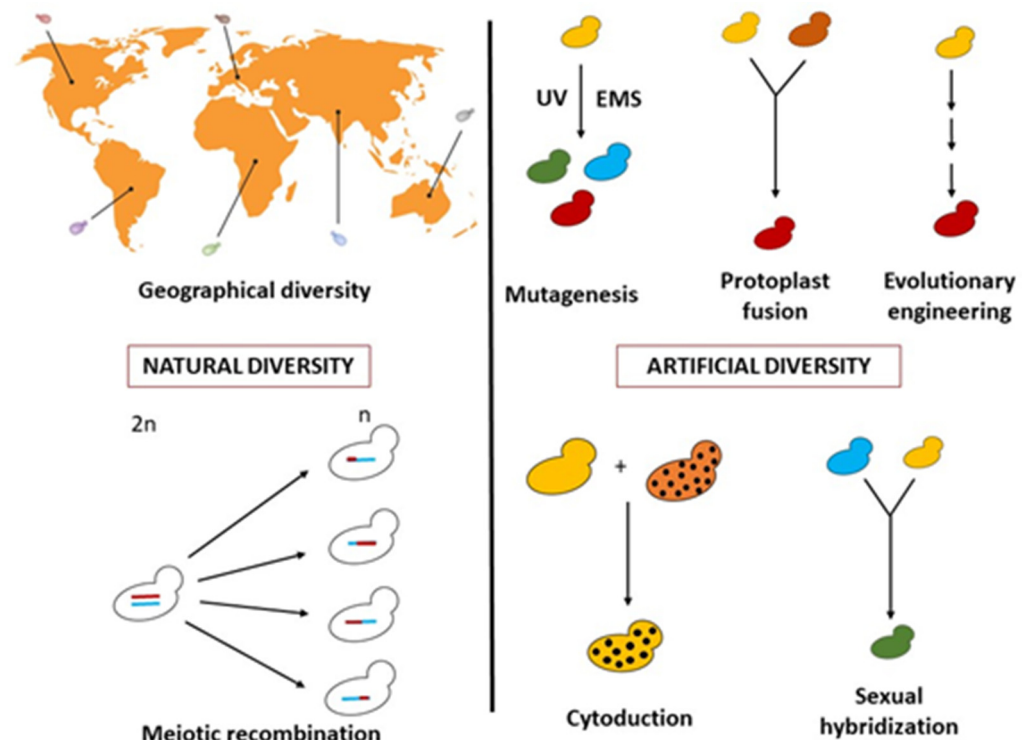 Geographical diversity
NATURAL DIVERSITY
2n
n
Meiotic recombination
UV EMS
Mutagenesis
Protoplast
fusion
Evolutionary
engineering
ARTIFICIAL DIVERSITY
+
Cytoduction
Sexual
hybridization